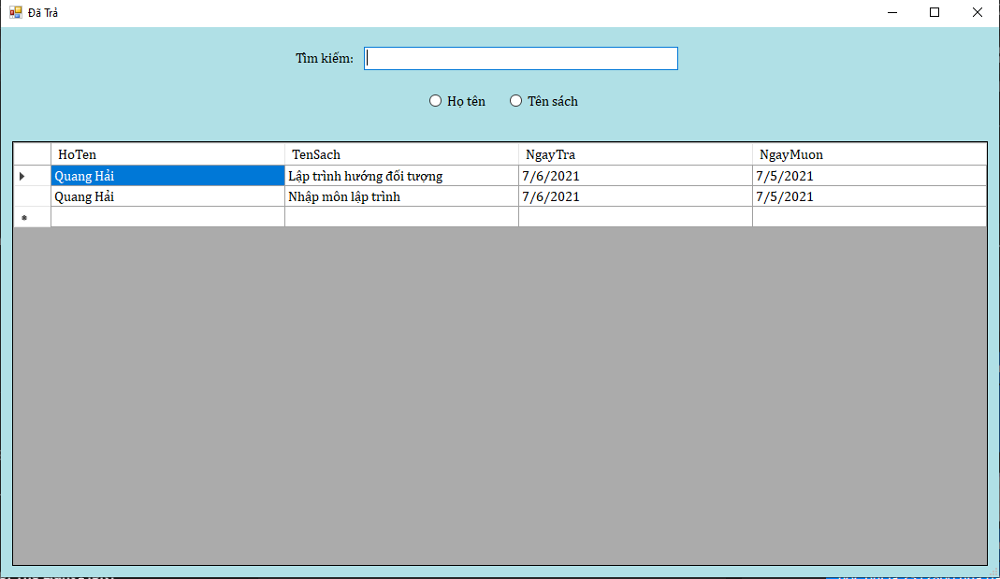 Đã Trả
Tìm kiếm:
Họ tên Tên sách
HoTen TenSach NgayTra NgayMuon
Quang Hải Lập trình hướng đối tượng 7/6/2021 7/5/2021
Quang Hải Nhập môn lập trình 7/6/2021 7/5/2021